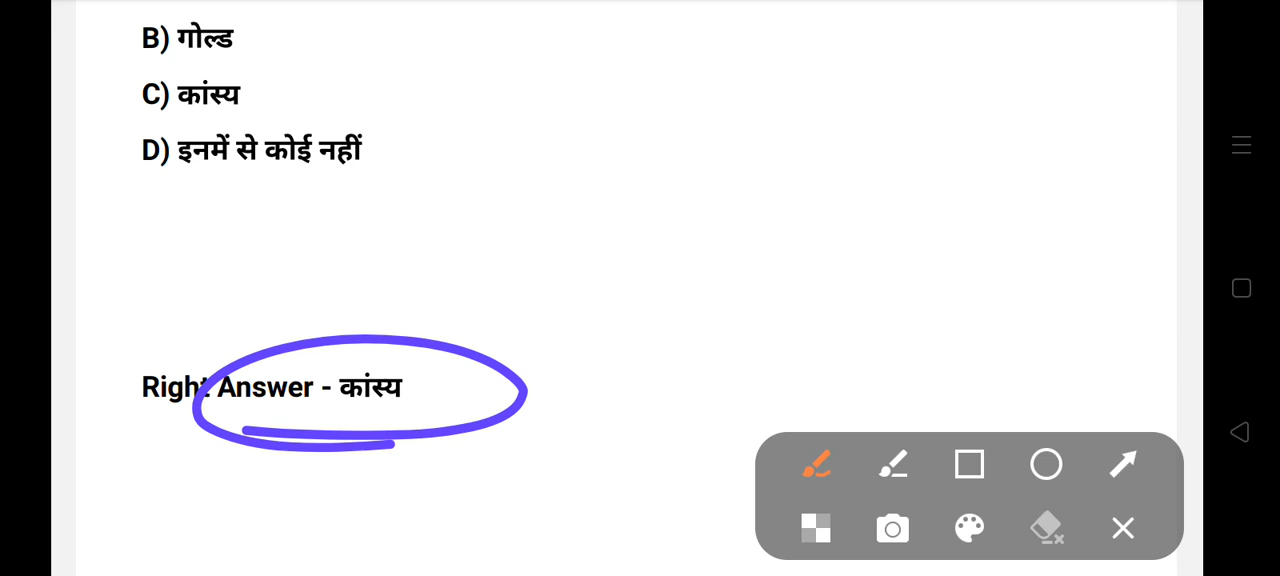 B) गोल्ड
C) कांस्य
D) इनमें से कोई नहीं
Right Answer - कांस्य